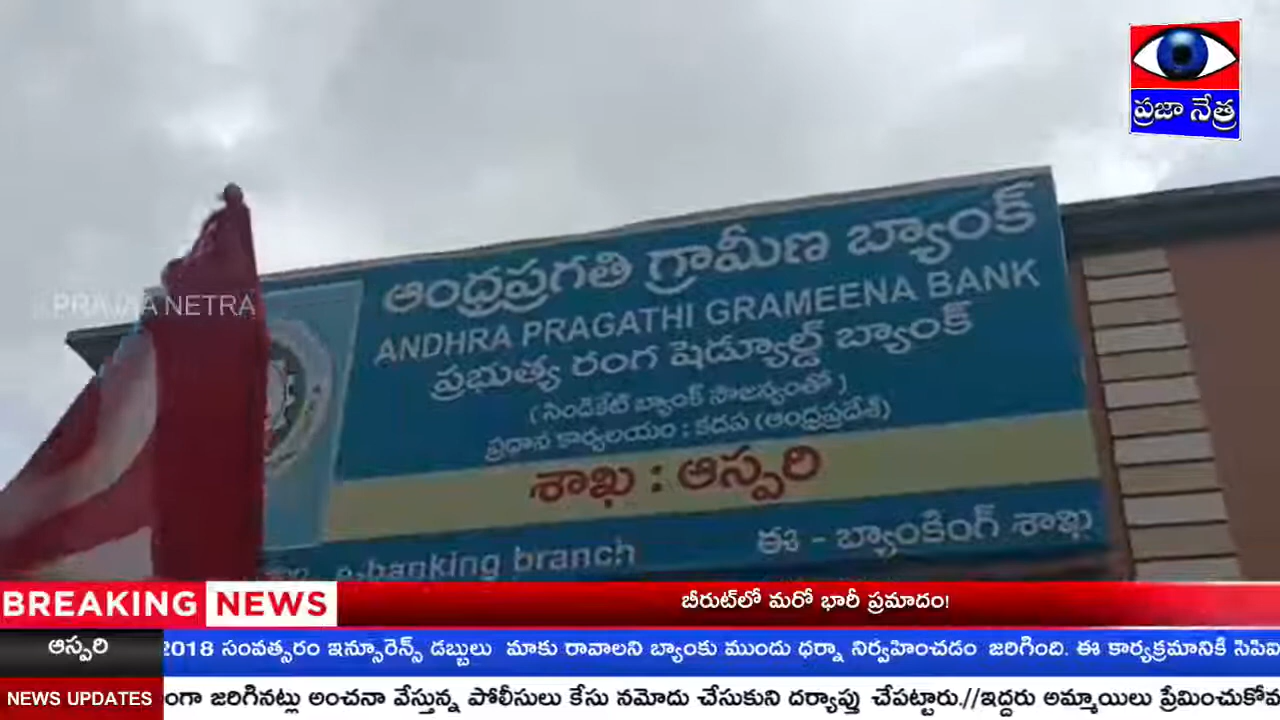 ప్రజా నేత్ర
PRAJAA NETRA
ఆంధ్రప్రగతి గ్రామీణ బ్యాంక్
ANDHRA PRAGATHI GRAMEENA BANK
ప్రభుత్వ రంగ షెడ్యూల్డ్ బ్యాంక్
(సిండికేట్ బ్యాంక్ సౌజన్యంతో)
ప్రధాన కార్యాలయం : కడప (ఆంధ్రప్రదేశ్)
శాఖ : ఆస్పరి
e-banking branch
ఈ - బ్యాంకింగ్ శాఖ
BREAKING NEWS
బీరుట్‌లో మరో భారీ ప్రమాదం!
ఆస్పరి
2018 సంవత్సరం ఇన్సూరెన్స్ డబ్బులు మాకు రావాలని బ్యాంకు ముందు ధర్నా నిర్వహించడం జరిగింది. ఈ కార్యక్రమానికి సిపిఐ
NEWS UPDATES
గా జరిగినట్లు అంచనా వేస్తున్న పోలీసులు కేసు నమోదు చేసుకుని దర్యాప్తు చేపట్టారు.//ఇద్దరు అమ్మాయిలు